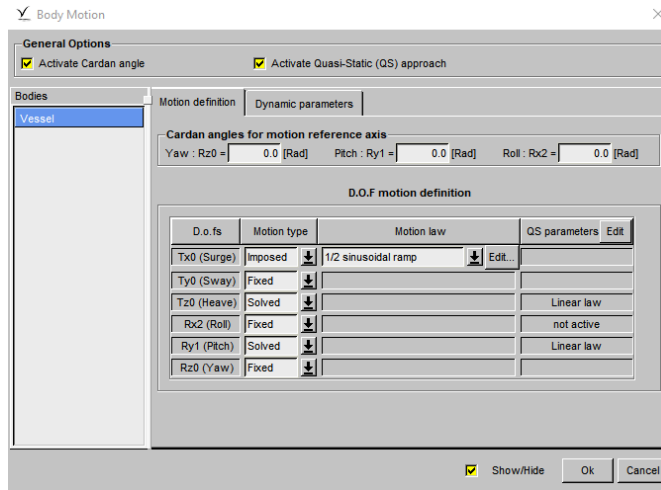 Body Motion
General Options
Activate Cardan angle Activate Quasi-Static (QS) approach
Bodies
Vessel
Motion definition Dynamic parameters
Cardan angles for motion reference axis
Yaw : Rz0 = 0.0 [Rad] Pitch : Ry1 = 0.0 [Rad] Roll : Rx2 = 0.0 [Rad]
D.O.F motion definition
D.o.fs Motion type Motion law QS parameters Edit
Tx0 (Surge) Imposed 1/2 sinusoidal ramp Edit...
Ty0 (Sway) Fixed
Tz0 (Heave) Solved Linear law
Rx2 (Roll) Fixed not active
Ry1 (Pitch) Solved Linear law
Rz0 (Yaw) Fixed
Show/Hide Ok Cancel